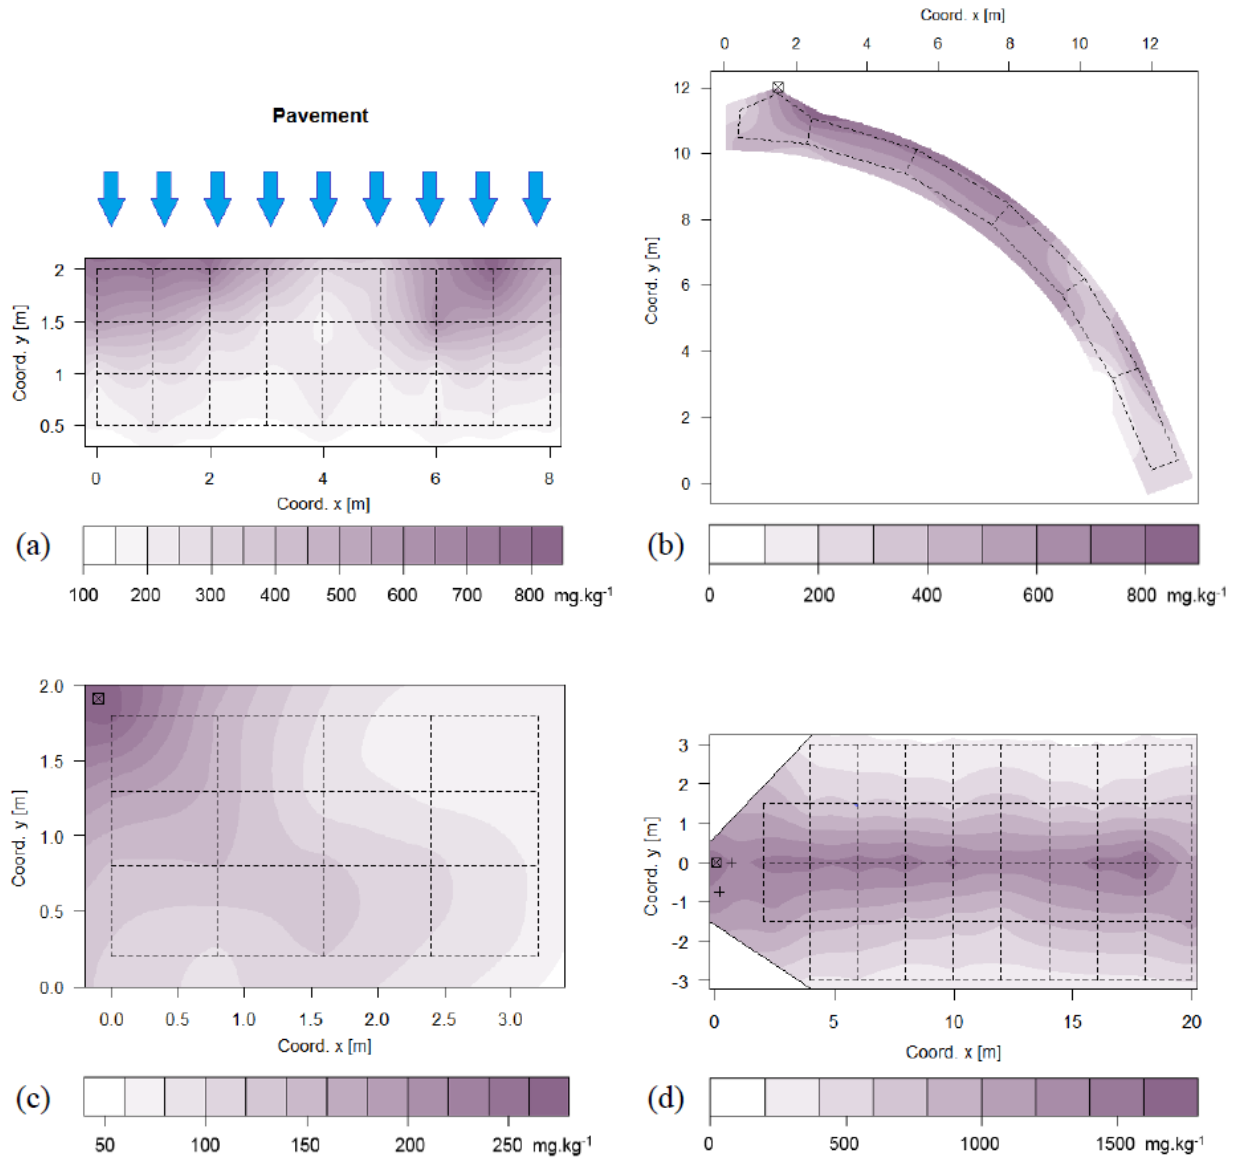 Pavement
Coord. y [m]
2
1.5
1
0.5
0 2 4 6 8
Coord. x [m]
(a)
100 200 300 400 500 600 700 800 mg.kg-1
Coord. x [m]
0 2 4 6 8 10 12
Coord. y [m]
12
10
8
6
4
2
0
(b)
0 200 400 600 800 mg.kg-1
Coord. y [m]
2.0
1.5
1.0
0.5
0.0
0.0 0.5 1.0 1.5 2.0 2.5 3.0
Coord. x [m]
(c)
50 100 150 200 250 mg.kg-1
Coord. y [m]
3
2
1
0
-1
-2
-3
0 5 10 15 20
Coord. x [m]
(d)
0 500 1000 1500 mg.kg-1